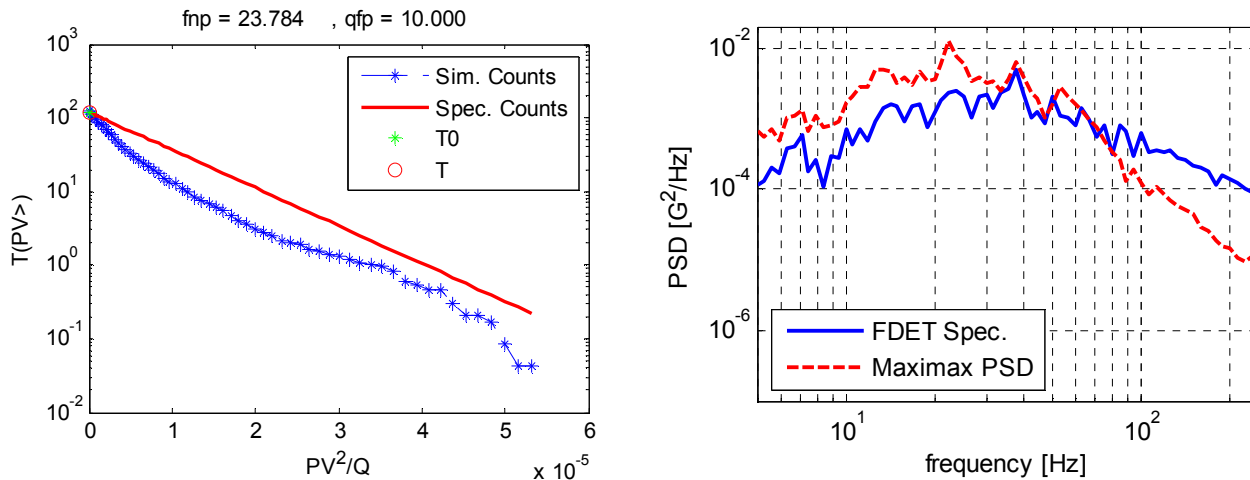 fnp = 23.784 , qfp = 10.000
T(PV>)
10^3
10^2
10^1
10^0
10^-1
10^-2
Sim. Counts
Spec. Counts
T0
T
0 1 2 3 4 5 6
PV^2/Q
x 10^-5
PSD [G^2/Hz]
10^-2
10^-4
10^-6
FDET Spec.
Maximax PSD
10^1 10^2
frequency [Hz]